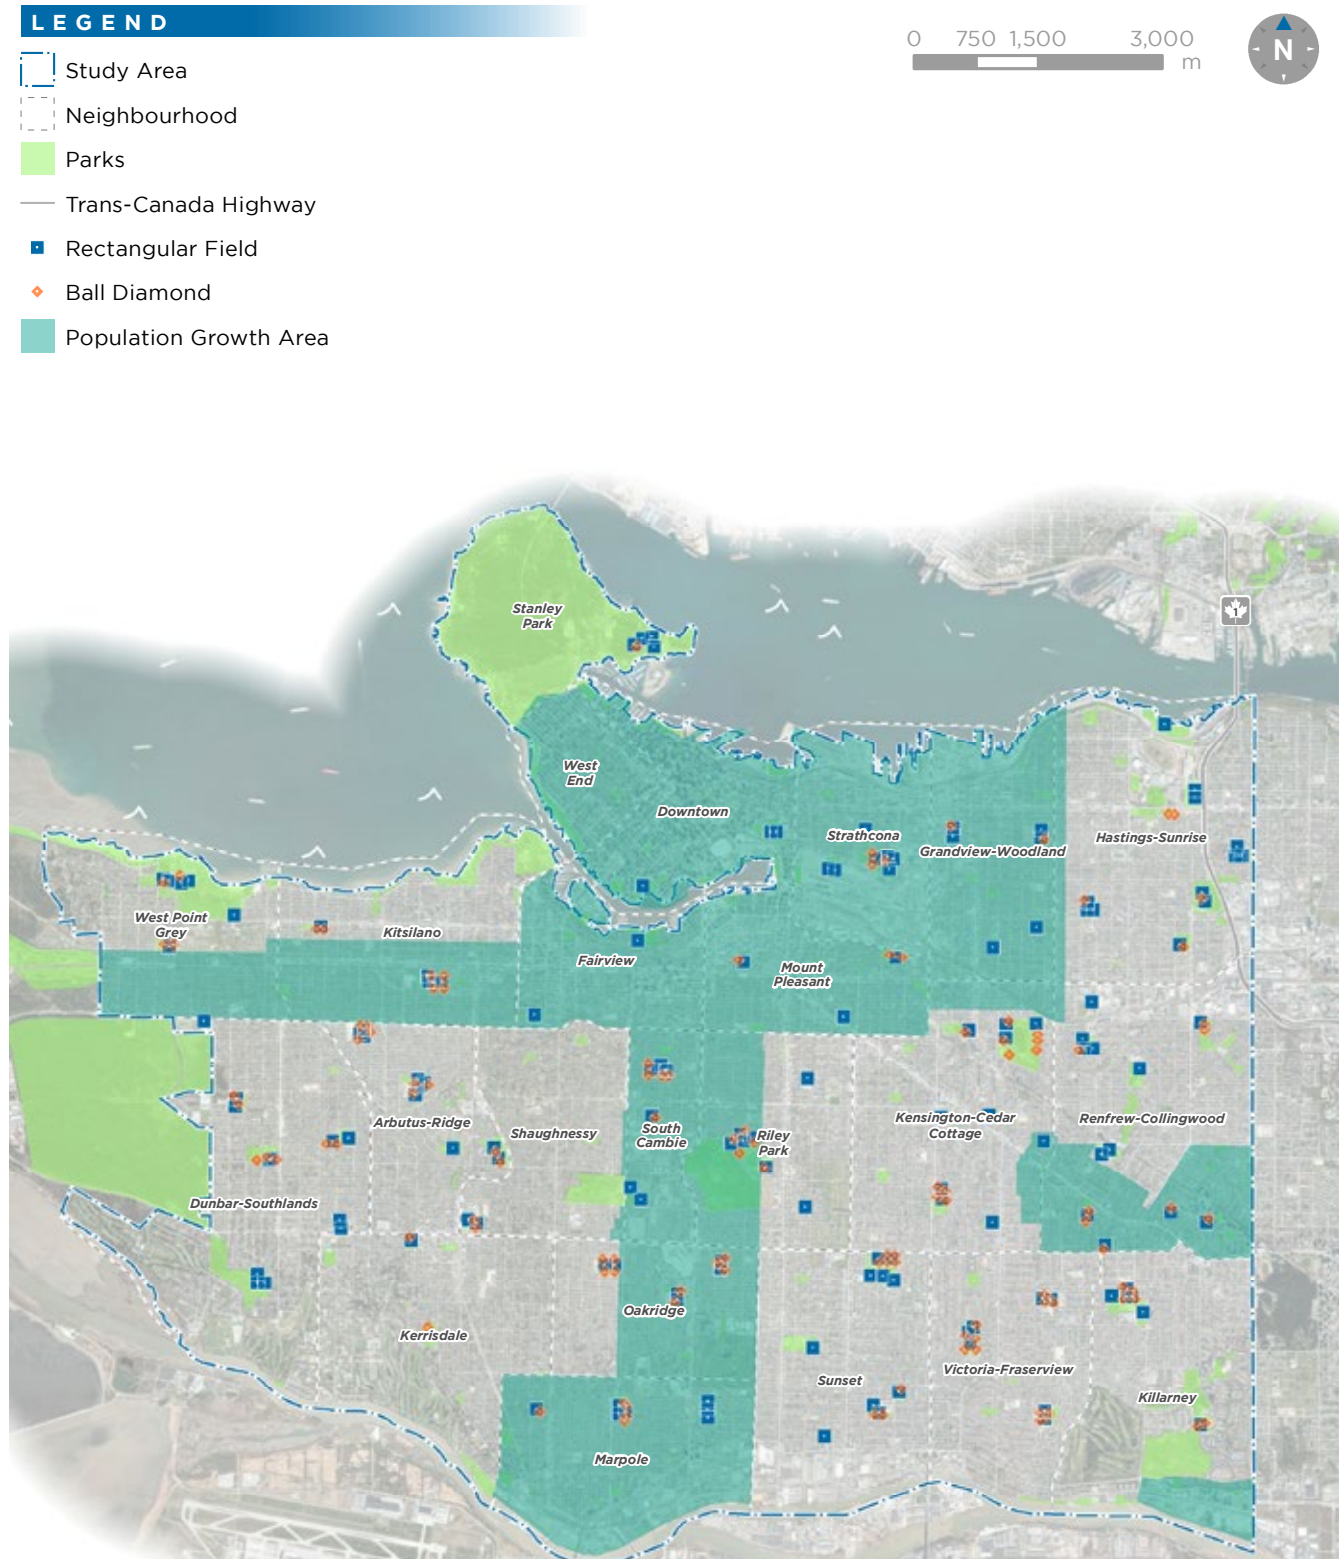 LEGEND
Study Area
Neighbourhood
Parks
Trans-Canada Highway
Rectangular Field
Ball Diamond
Population Growth Area
0 750 1,500 3,000
m
N
Stanley
Park
1
West
End
Downtown
Strathcona
Grandview-Woodland
Hastings-Sunrise
West Point
Grey
Kitsilano
Fairview
Mount
Pleasant
Arbutus-Ridge
Shaughnessy
South
Cambie
Riley
Park
Kensington-Cedar
Cottage
Renfrew-Collingwood
Dunbar-Southlands
Oakridge
Kerrisdale
Sunset
Victoria-Fraserview
Killarney
Marpole